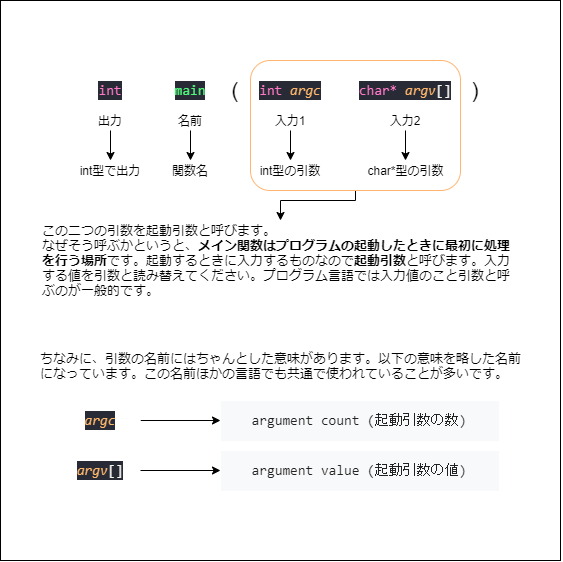 int main ( int argc char* argv[] )
出力 名前 入力1 入力2
int型で出力 関数名 int型の引数 char*型の引数
この二つの引数を起動引数と呼びます。
なぜそう呼ぶかというと、メイン関数はプログラムの起動したときに最初に処理
を行う場所です。起動するときに入力するものなので起動引数と呼びます。入力
する値を引数と読み替えてください。プログラム言語では入力値のこと引数と呼
ぶのが一般的です。
ちなみに、引数の名前にはちゃんとした意味があります。以下の意味を略した名前
になっています。この名前ほかの言語でも共通で使われていることが多いです。
argc argument count (起動引数の数)
argv[] argument value (起動引数の値)